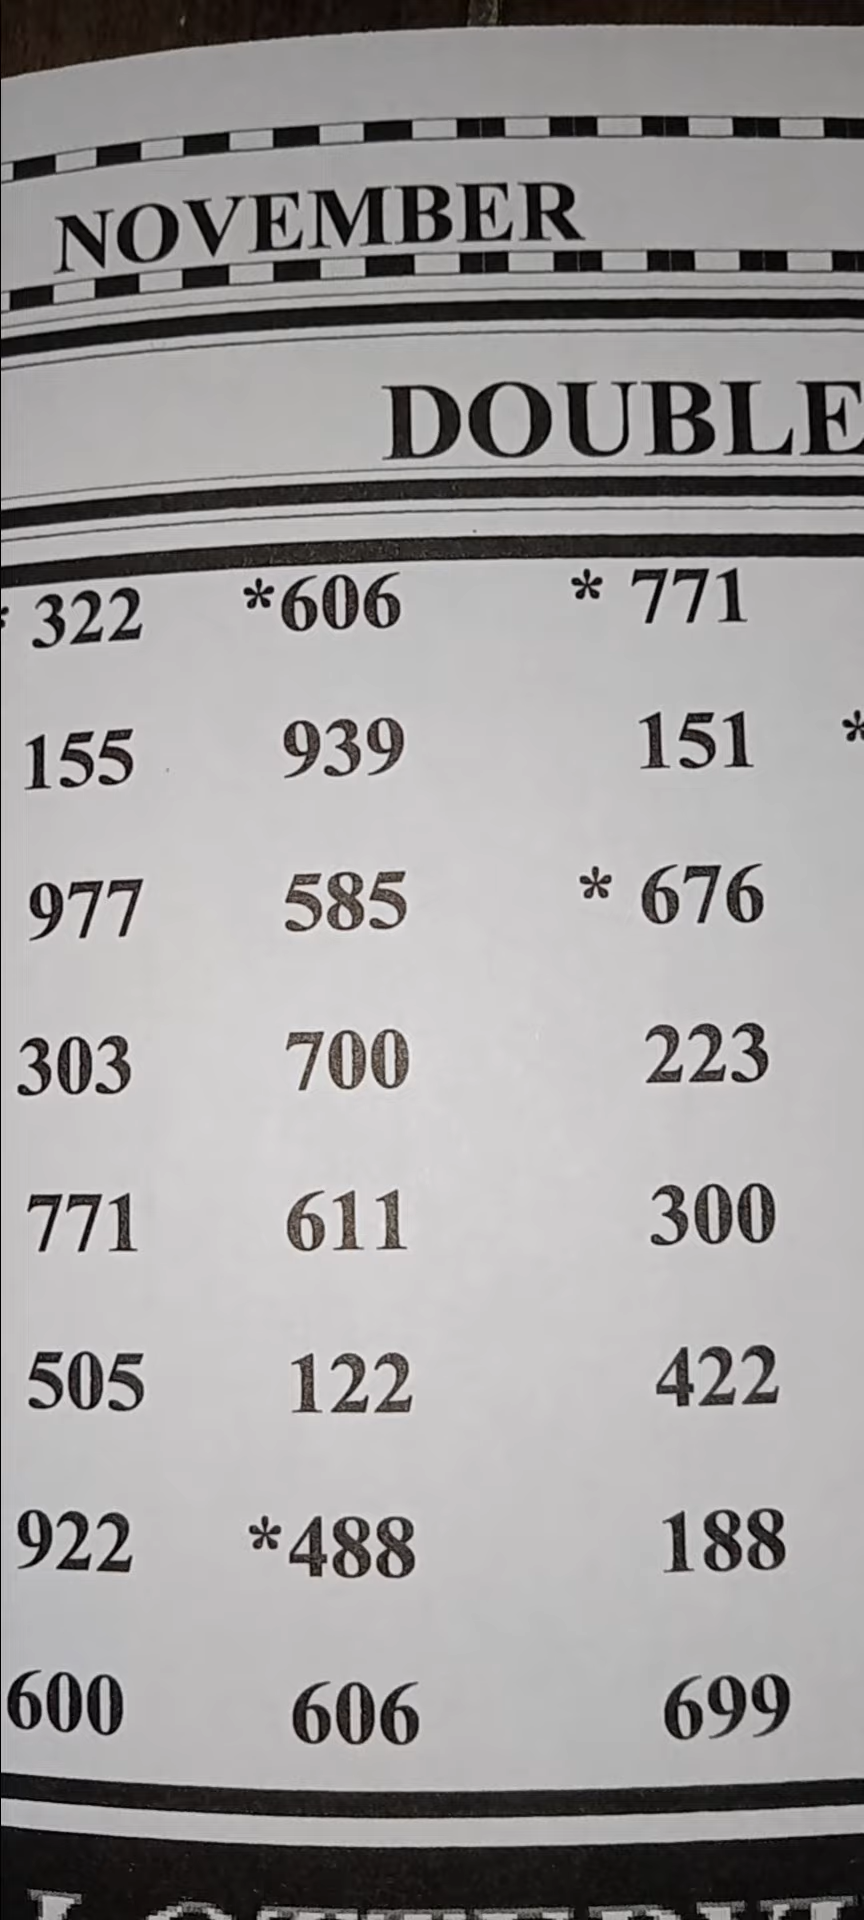 NOVEMBER
DOUBLE
* 322 *606 * 771
155 939 151 *
977 585 * 676
303 700 223
771 611 300
505 122 422
922 *488 188
600 606 699